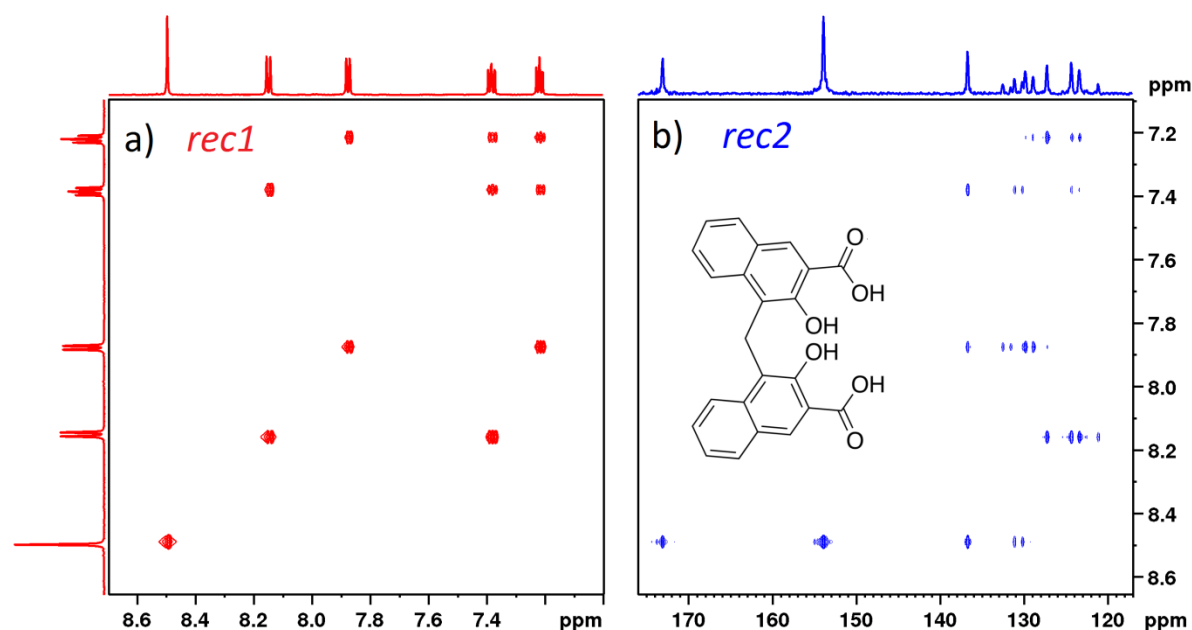 ppm
a) rec1
b) rec2
7.2
7.4
7.6
7.8
8.0
8.2
8.4
8.6
O
OH
OH
OH
OH
O
8.6 8.4 8.2 8.0 7.8 7.6 7.4 ppm
170 160 150 140 130 120 ppm